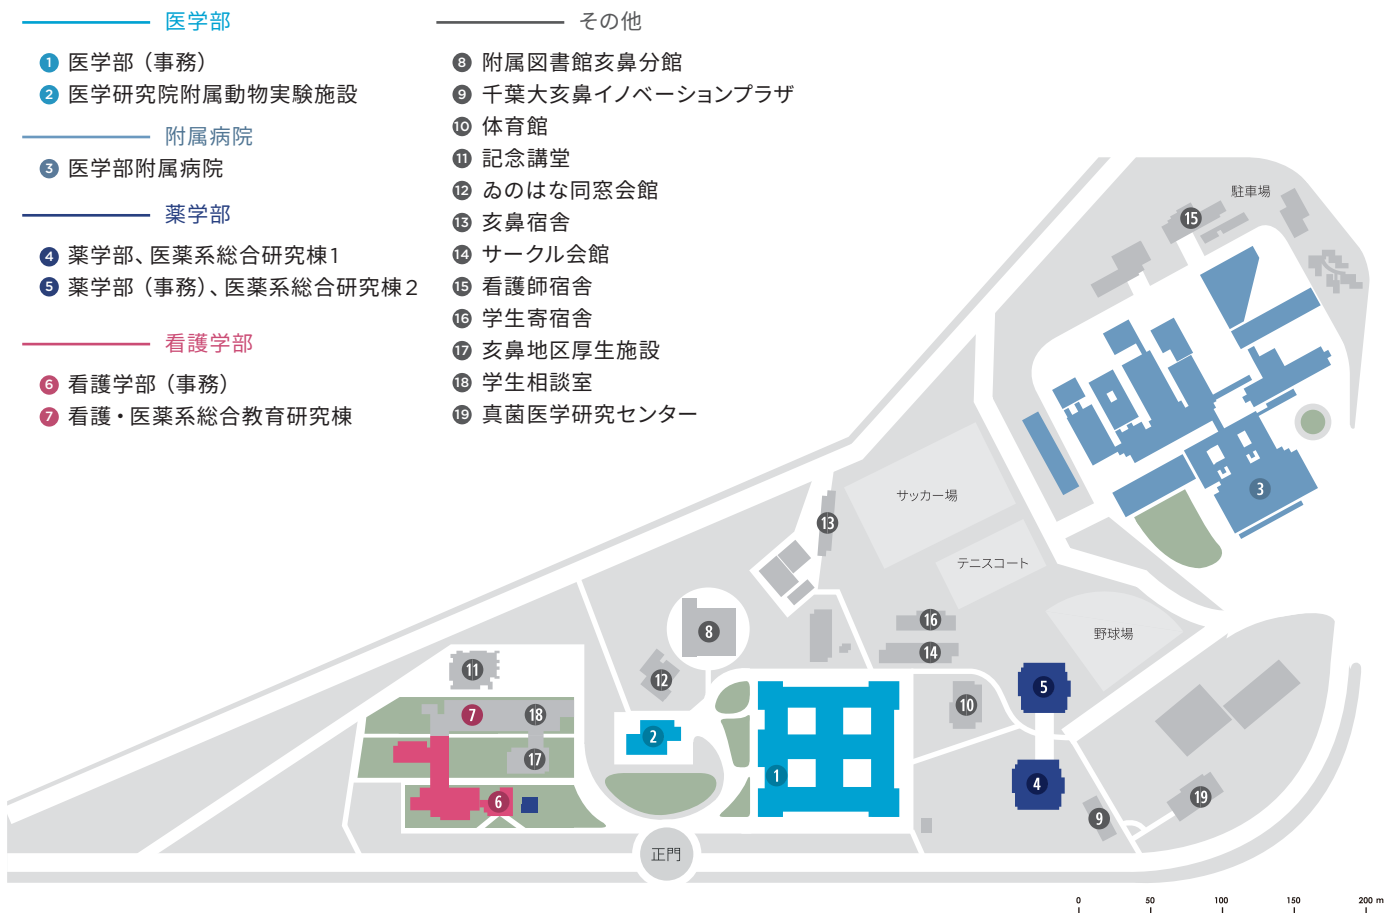 医学部
1 医学部（事務）
2 医学研究院附属動物実験施設
附属病院
3 医学部附属病院
薬学部
4 薬学部、医薬系総合研究棟1
5 薬学部（事務）、医薬系総合研究棟2
看護学部
6 看護学部（事務）
7 看護・医薬系総合教育研究棟
その他
8 附属図書館亥鼻分館
9 千葉大亥鼻イノベーションプラザ
10 体育館
11 記念講堂
12 ゐのはな同窓会館
13 亥鼻宿舎
14 サークル会館
15 看護師宿舎
16 学生寄宿舎
17 亥鼻地区厚生施設
18 学生相談室
19 真菌医学研究センター
駐車場
15
3
サッカー場
13
テニスコート
16
8
野球場
14
11
12
5
10
7
18
2
17
1
4
19
6
9
正門
0 50 100 150 200 m